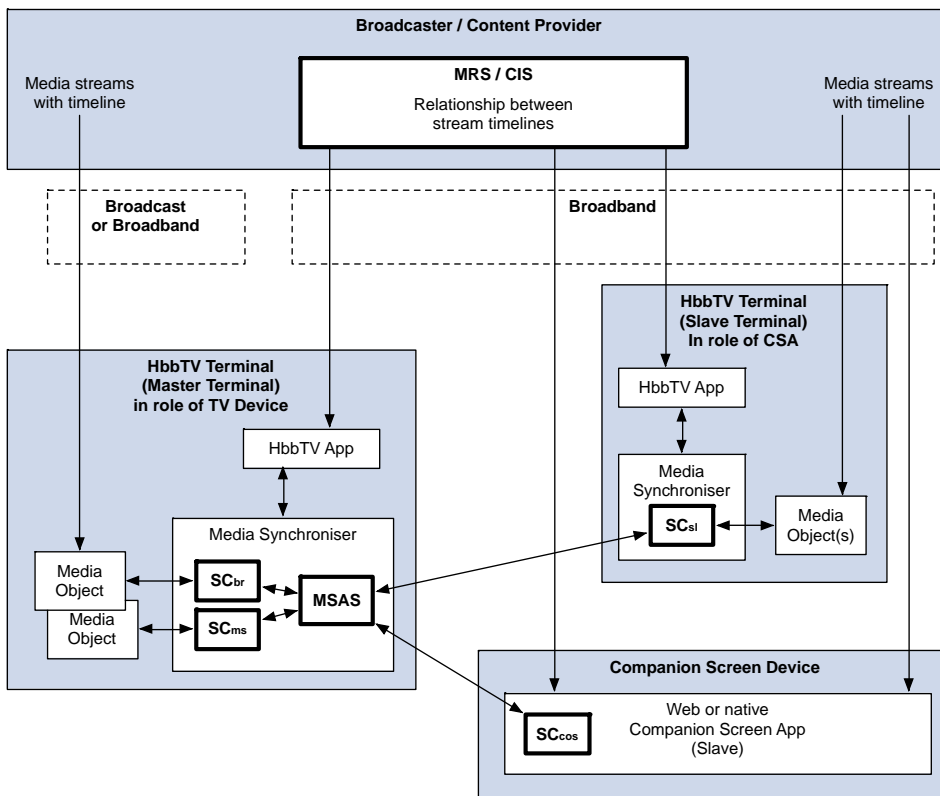 Broadcaster / Content Provider
Media streams
with timeline
MRS / CIS
Relationship between
stream timelines
Media streams
with timeline
Broadcast
or Broadband
Broadband
HbbTV Terminal
(Slave Terminal)
In role of CSA
HbbTV App
Media
Synchroniser
SCsl
Media
Object(s)
HbbTV Terminal
(Master Terminal)
in role of TV Device
HbbTV App
Media Synchroniser
Media
Object
SCbr
MSAS
Media
Object
SCms
Companion Screen Device
Web or native
Companion Screen App
(Slave)
SCcos